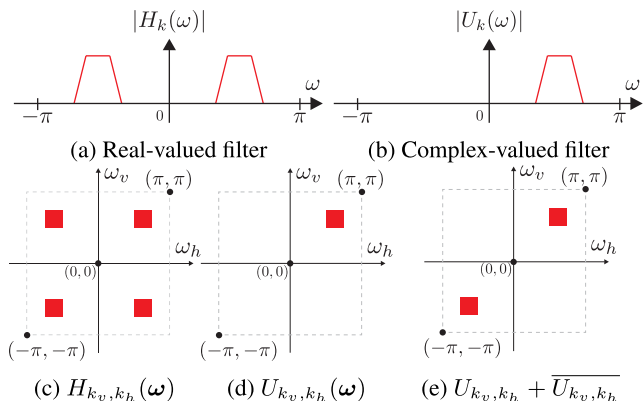 |H_k(ω)| |U_k(ω)|
ω ω
−π 0 π −π 0 π
(a) Real-valued filter (b) Complex-valued filter
ω_v (π, π) ω_v (π, π) ω_v (π, π)
ω_h ω_h ω_h
(0,0) (0,0) (0,0)
(−π, −π) (−π, −π) (−π, −π)
(c) H_{k_v,k_h}(ω) (d) U_{k_v,k_h}(ω) (e) U_{k_v,k_h} + \overline{U_{k_v,k_h}}